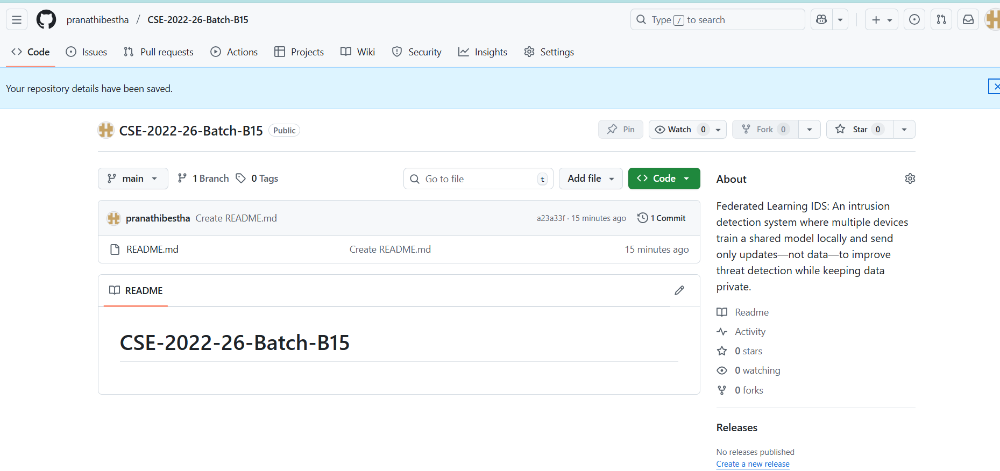 pranathibestha / CSE-2022-26-Batch-B15
Type / to search
Code Issues Pull requests Actions Projects Wiki Security Insights Settings
Your repository details have been saved.
CSE-2022-26-Batch-B15 Public
Pin Watch 0 Fork 0 Star 0
main 1 Branch 0 Tags
Go to file t Add file Code
pranathibestha Create README.md a23a33f · 15 minutes ago 1 Commit
README.md Create README.md 15 minutes ago
README
CSE-2022-26-Batch-B15
About
Federated Learning IDS: An intrusion
detection system where multiple devices
train a shared model locally and send
only updates—not data—to improve
threat detection while keeping data
private.
Readme
Activity
0 stars
0 watching
0 forks
Releases
No releases published
Create a new release